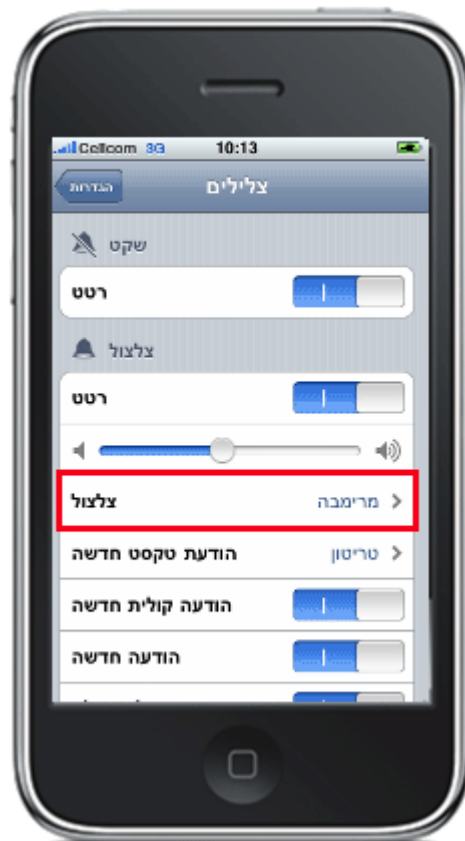 Cellcom 3G 10:13
הגדרות צלילים
שקט
רטט
צלצול
רטט
צלצול מרימבה
הודעת טקסט חדשה טריטון
הודעה קולית חדשה
הודעה חדשה